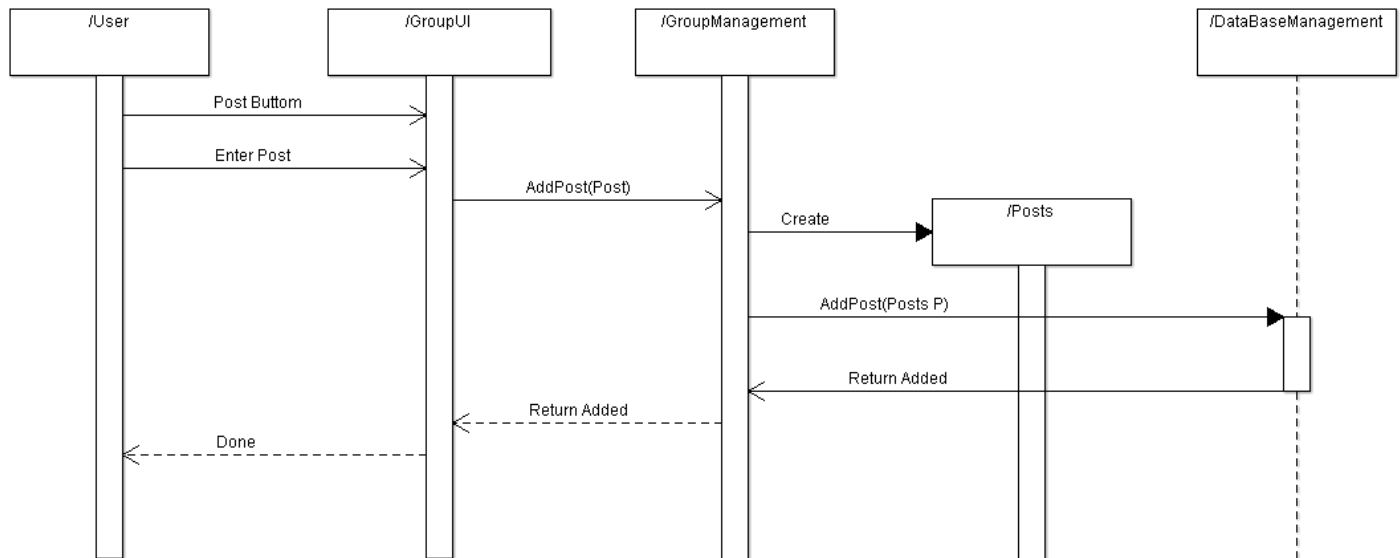 /User
/GroupUI
/GroupManagement
/DataBaseManagement
Post Buttom
Enter Post
AddPost(Post)
/Posts
Create
AddPost(Posts P)
Return Added
Return Added
Done